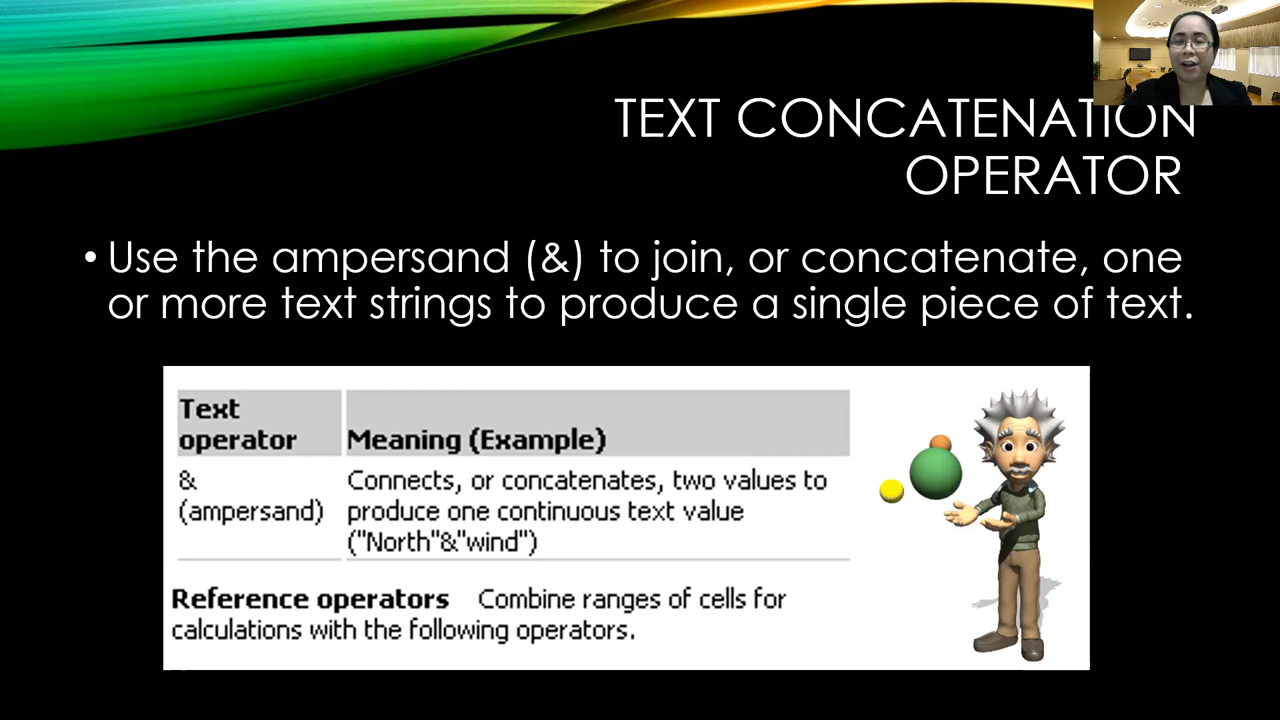 TEXT CONCATENATION
OPERATOR
• Use the ampersand (&) to join, or concatenate, one
or more text strings to produce a single piece of text.
Text
operator
Meaning (Example)
&
(ampersand)
Connects, or concatenates, two values to
produce one continuous text value
("North"&"wind")
Reference operators Combine ranges of cells for
calculations with the following operators.